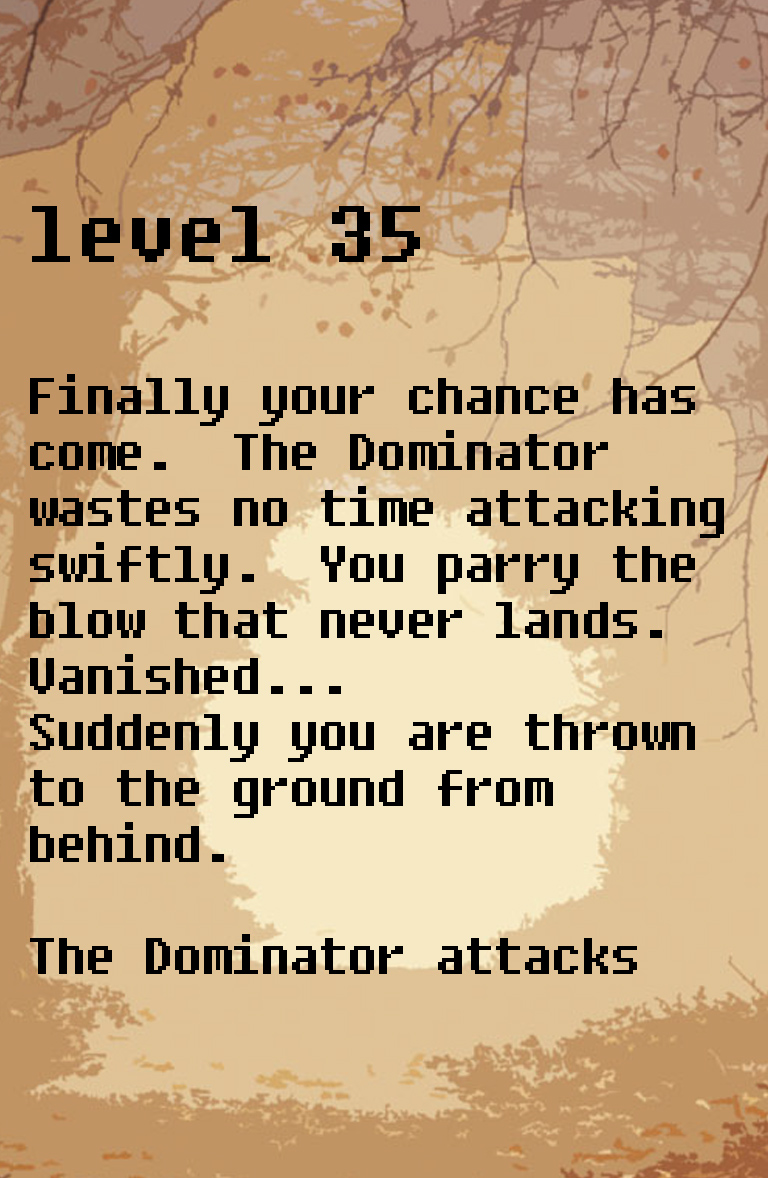 level 35
Finally your chance has
come.  The Dominator
wastes no time attacking
swiftly.  You parry the
blow that never lands.
Vanished...
Suddenly you are thrown
to the ground from
behind.
The Dominator attacks